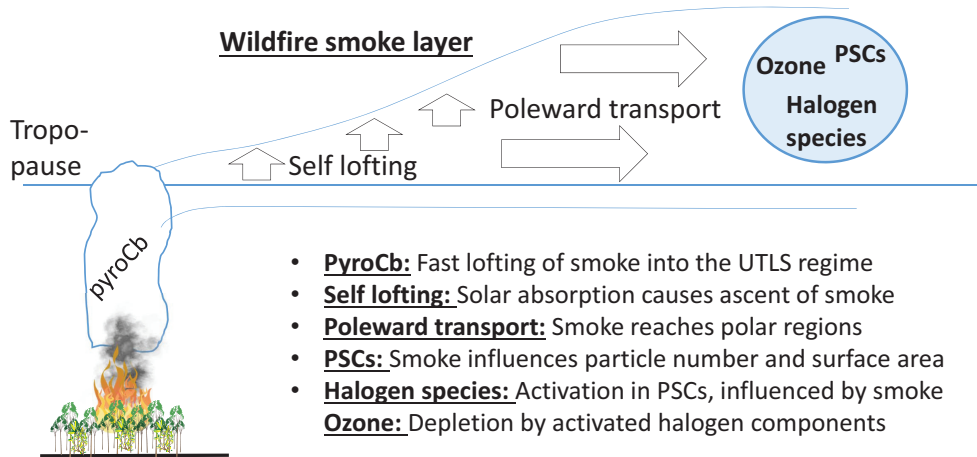 Wildfire smoke layer
Ozone PSCs
Halogen
species
Poleward transport
Tropo-
pause
Self lofting
pyroCb
• PyroCb: Fast lofting of smoke into the UTLS regime
• Self lofting: Solar absorption causes ascent of smoke
• Poleward transport: Smoke reaches polar regions
• PSCs: Smoke influences particle number and surface area
• Halogen species: Activation in PSCs, influenced by smoke
Ozone: Depletion by activated halogen components